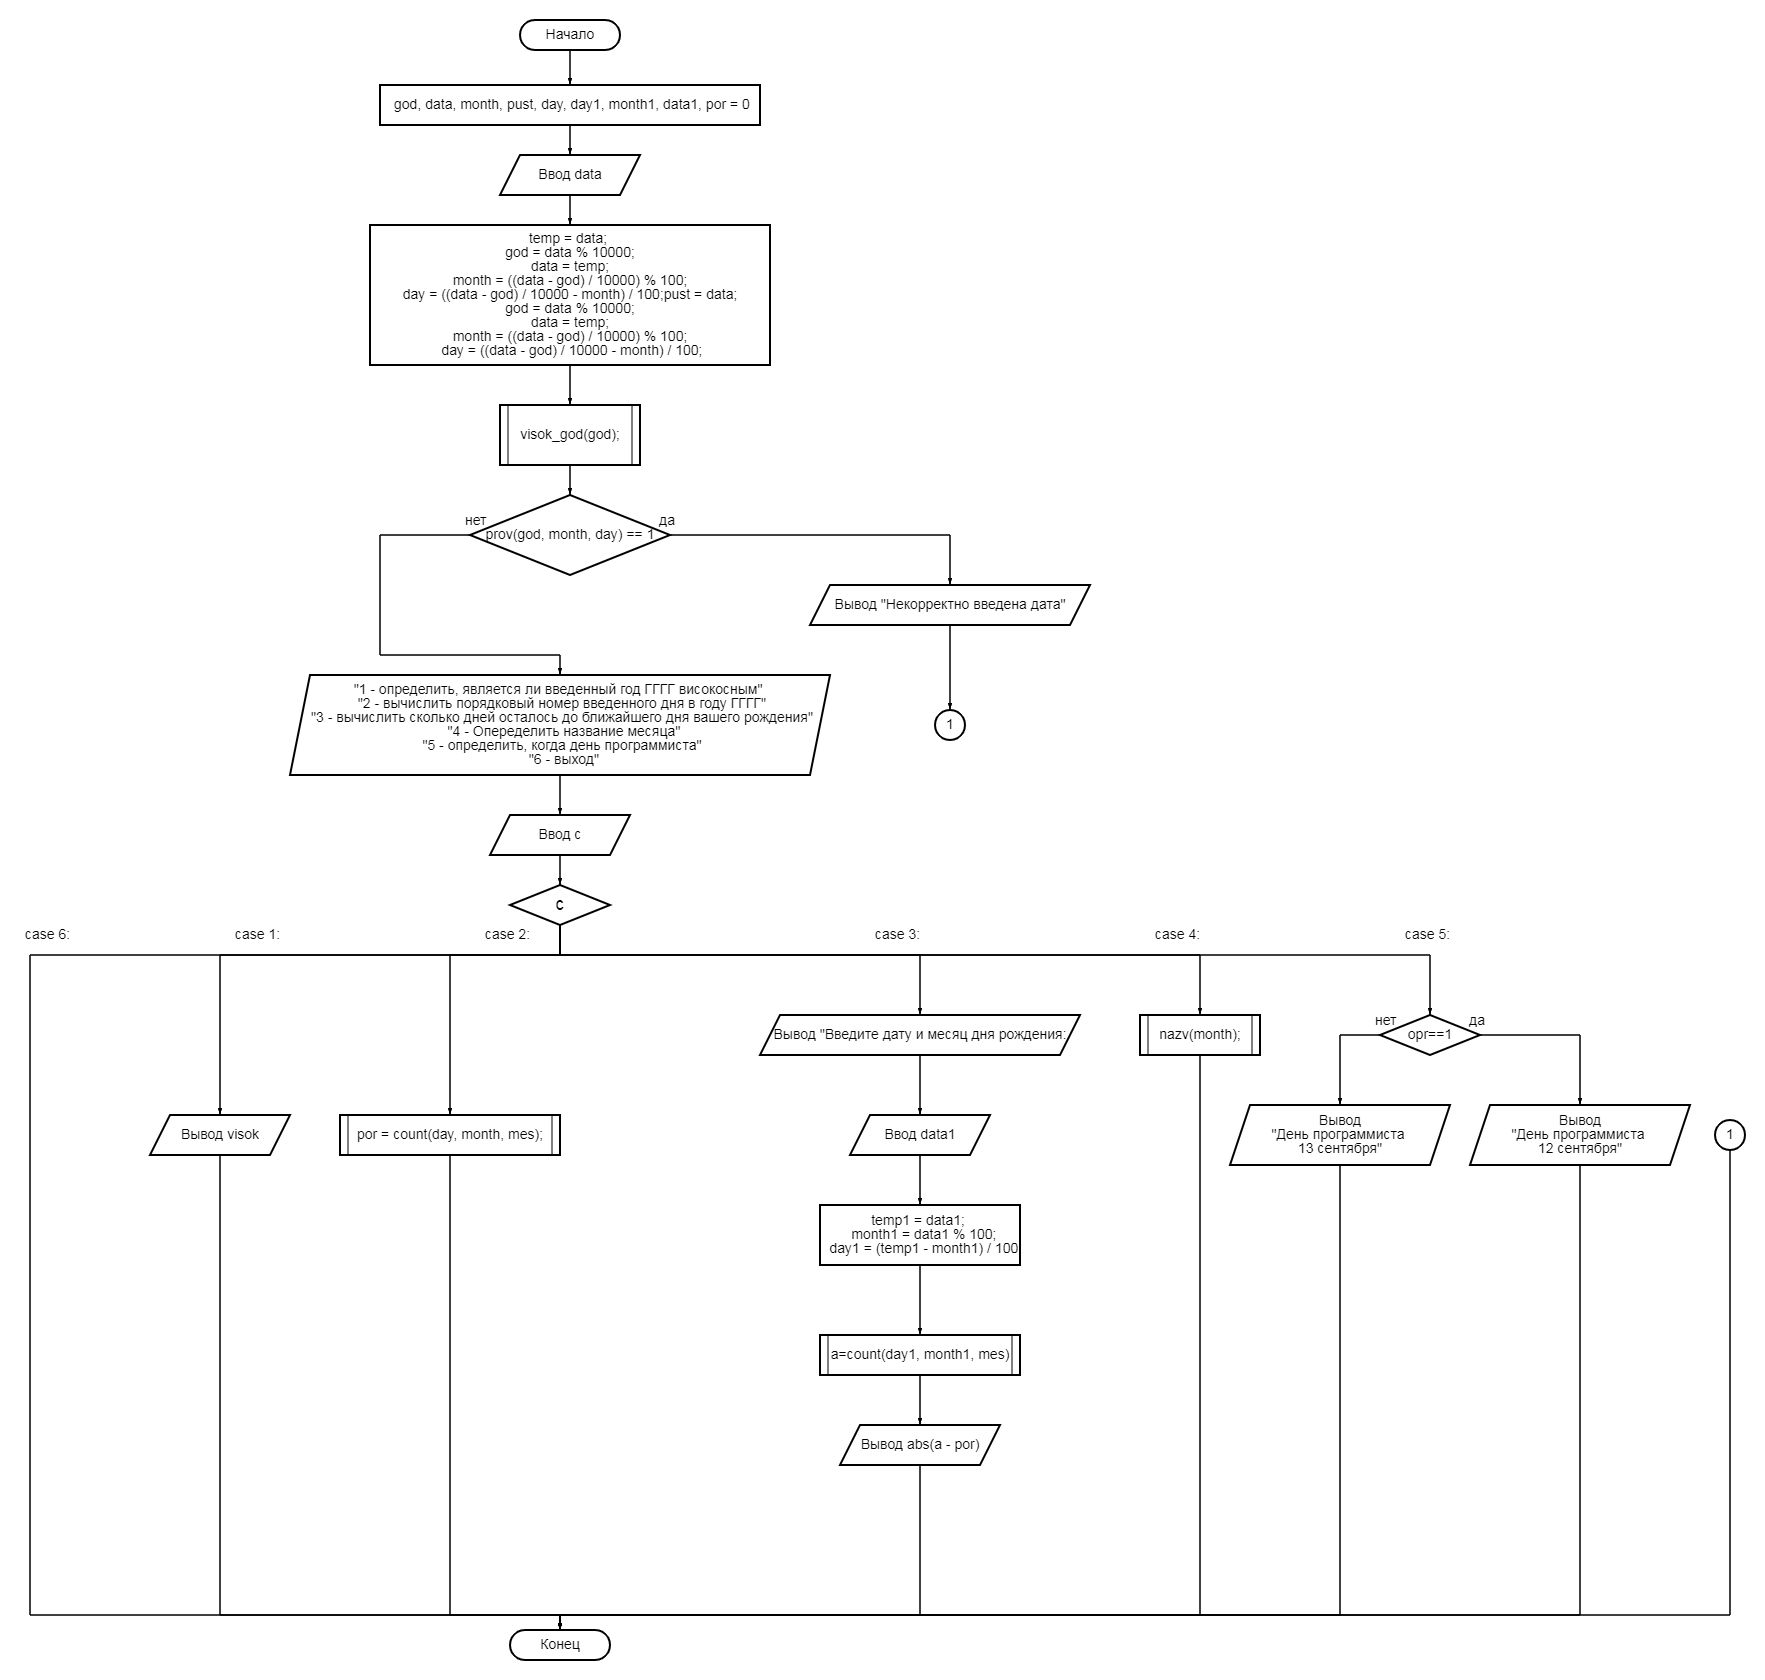 Начало
god, data, month, pust, day, day1, month1, data1, por = 0
Ввод data
temp = data;
god = data % 10000;
data = temp;
month = ((data - god) / 10000) % 100;
day = ((data - god) / 10000 - month) / 100;pust = data;
god = data % 10000;
data = temp;
month = ((data - god) / 10000) % 100;
day = ((data - god) / 10000 - month) / 100;
visok_god(god);
нет
да
prov(god, month, day) == 1
Вывод "Некорректно введена дата"
"1 - определить, является ли введенный год ГГГГ високосным"
"2 - вычислить порядковый номер введенного дня в году ГГГГ"
"3 - вычислить сколько дней осталось до ближайшего дня вашего рождения"
"4 - Опеределить название месяца"
"5 - определить, когда день программиста"
"6 - выход"
1
Ввод с
с
case 6:
case 1:
case 2:
case 3:
case 4:
case 5:
нет
да
Вывод "Введите дату и месяц дня рождения:
nazv(month);
opr==1
Вывод visok
por = count(day, month, mes);
Ввод data1
Вывод
"День программиста
13 сентября"
Вывод
"День программиста
12 сентября"
1
temp1 = data1;
month1 = data1 % 100;
day1 = (temp1 - month1) / 100
a=count(day1, month1, mes)
Вывод abs(a - por)
Конец